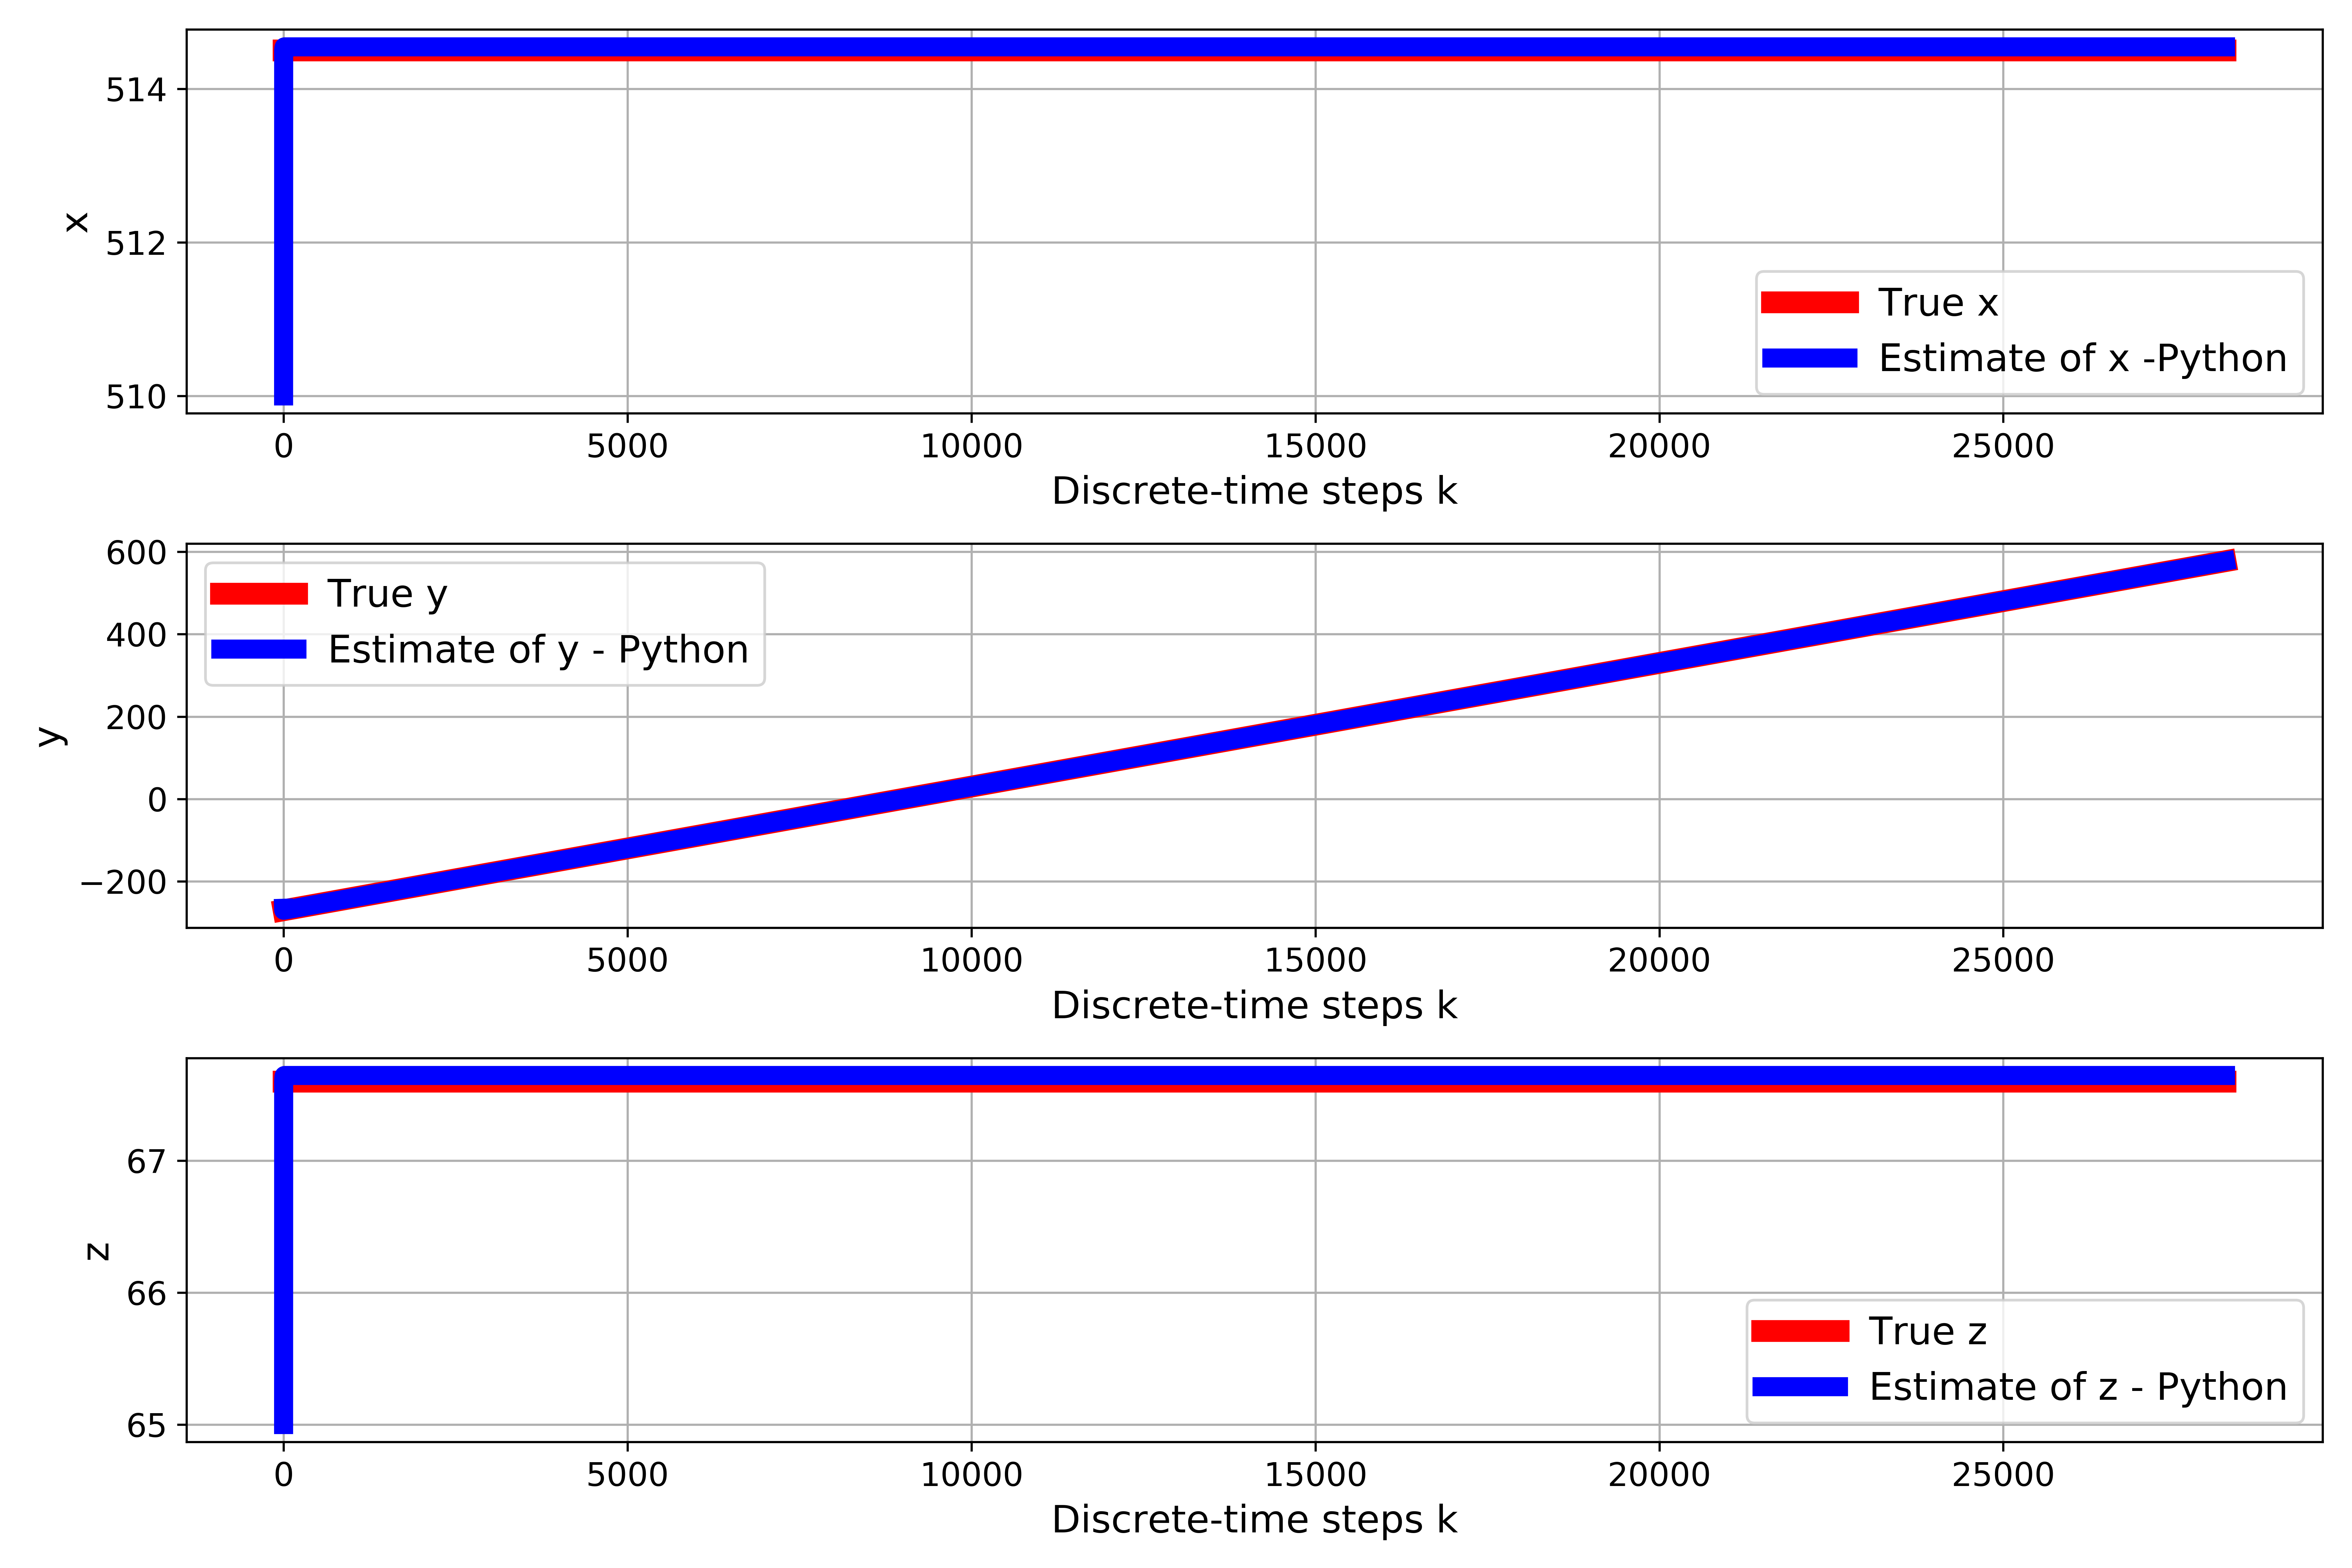 514
512
510
x
True x
Estimate of x -Python
0 5000 10000 15000 20000 25000
Discrete-time steps k
600
400
200
0
−200
y
True y
Estimate of y - Python
0 5000 10000 15000 20000 25000
Discrete-time steps k
67
66
65
z
True z
Estimate of z - Python
0 5000 10000 15000 20000 25000
Discrete-time steps k